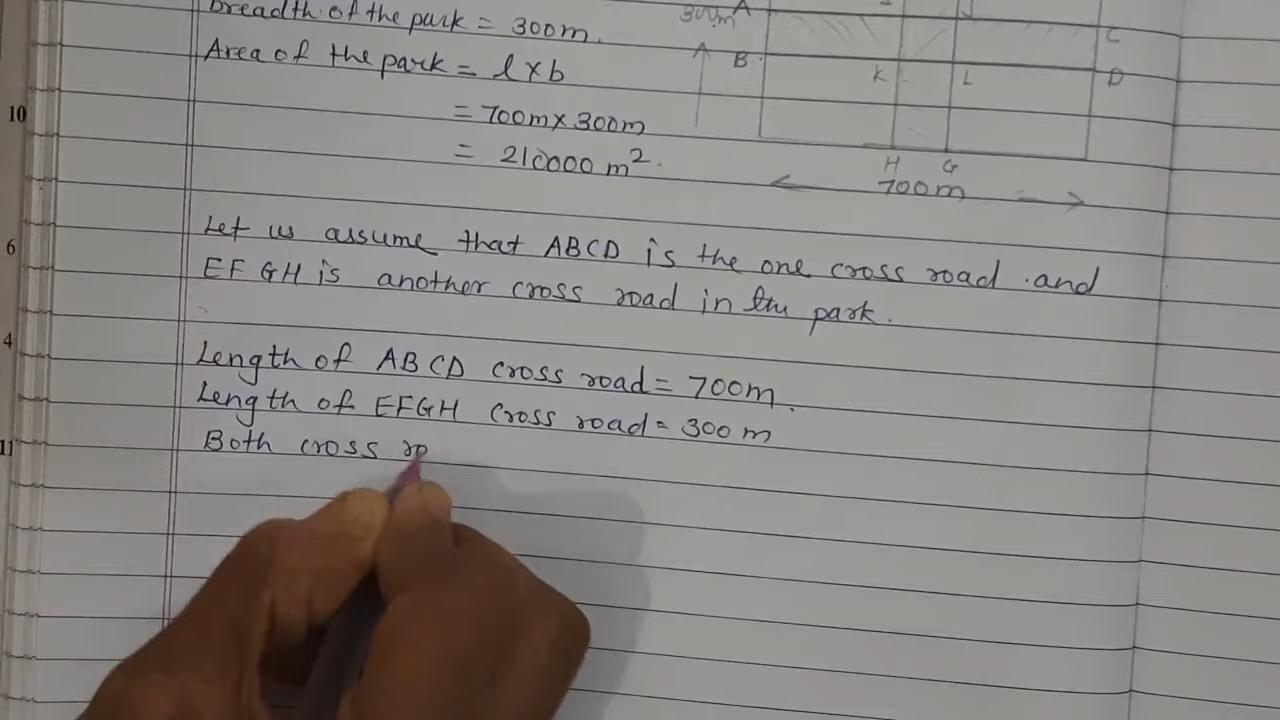 Breadth of the park = 300m.
Area of the park = l x b
= 700m x 300m
= 210000 m².
300m
A
A
B
C
D
K
L
H
G
700m
Let us assume that ABCD is the one cross road .and
EFGH is another cross road in the park.
Length of ABCD cross road = 700m.
Length of EFGH cross road = 300 m
Both cross ro
10
6
4
11